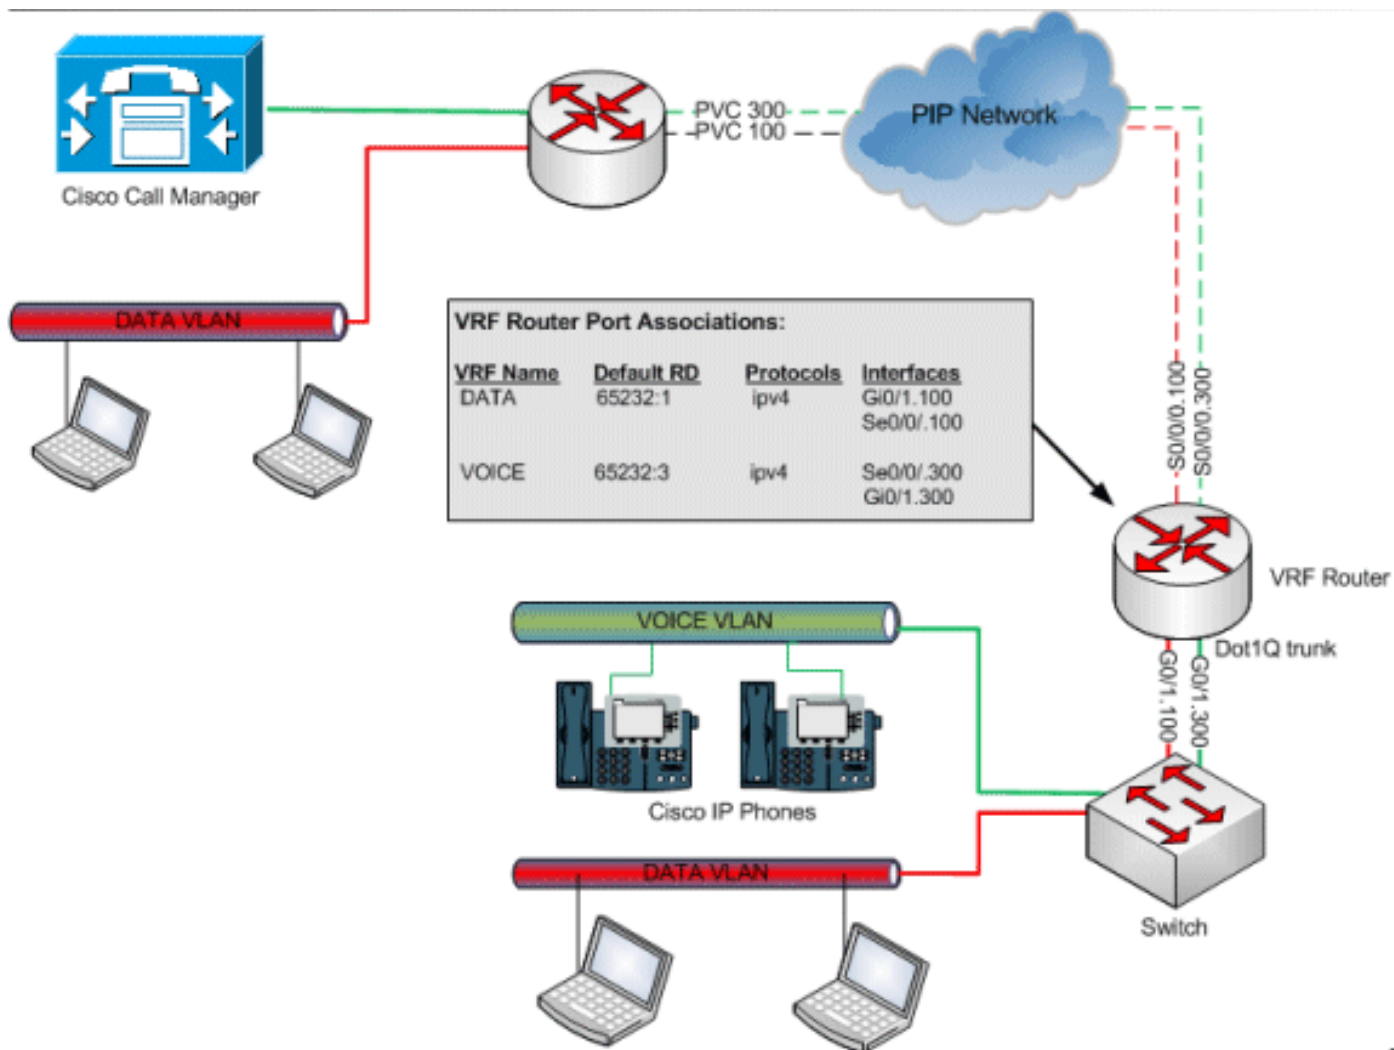 PVC 300
PVC 100
PIP Network
Cisco Call Manager
DATA VLAN
VRF Router Port Associations:
VRF Name Default RD Protocols Interfaces
DATA 65232:1 ipv4 Gi0/1.100
Se0/0/.100
VOICE 65232:3 ipv4 Se0/0/.300
Gi0/1.300
S0/0/0.100
S0/0/0.300
VRF Router
Dot1Q trunk
G0/1.100
G0/1.300
VOICE VLAN
Cisco IP Phones
DATA VLAN
Switch